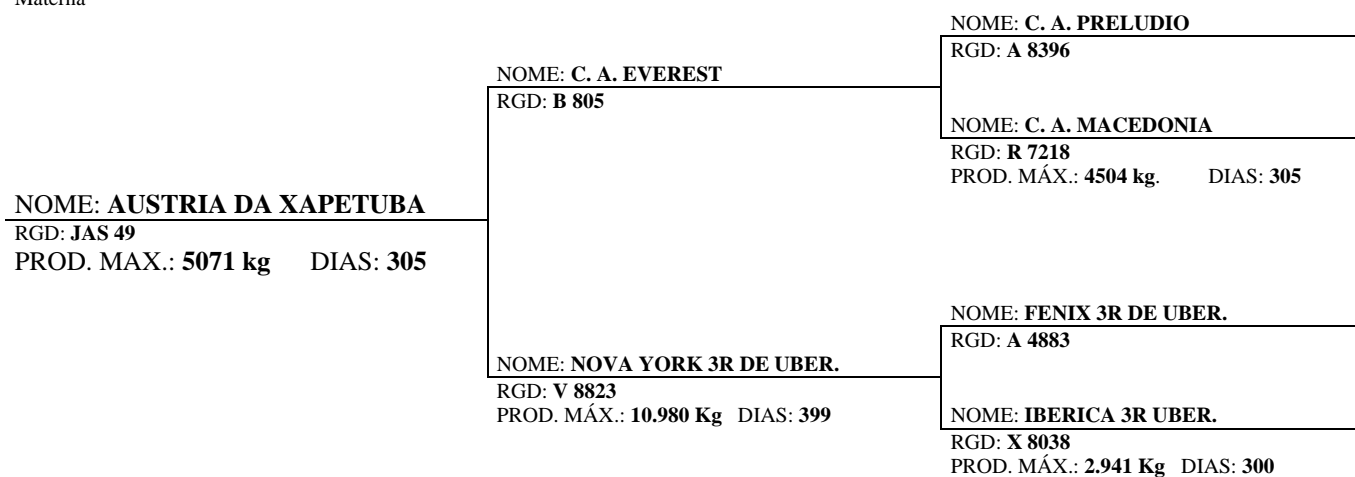 Materna
NOME: C. A. PRELUDIO
RGD: A 8396
NOME: C. A. EVEREST
RGD: B 805
NOME: C. A. MACEDONIA
RGD: R 7218
PROD. MÁX.: 4504 kg. DIAS: 305
NOME: AUSTRIA DA XAPETUBA
RGD: JAS 49
PROD. MAX.: 5071 kg DIAS: 305
NOME: FENIX 3R DE UBER.
RGD: A 4883
NOME: NOVA YORK 3R DE UBER.
RGD: V 8823
PROD. MÁX.: 10.980 Kg DIAS: 399
NOME: IBERICA 3R UBER.
RGD: X 8038
PROD. MÁX.: 2.941 Kg DIAS: 300